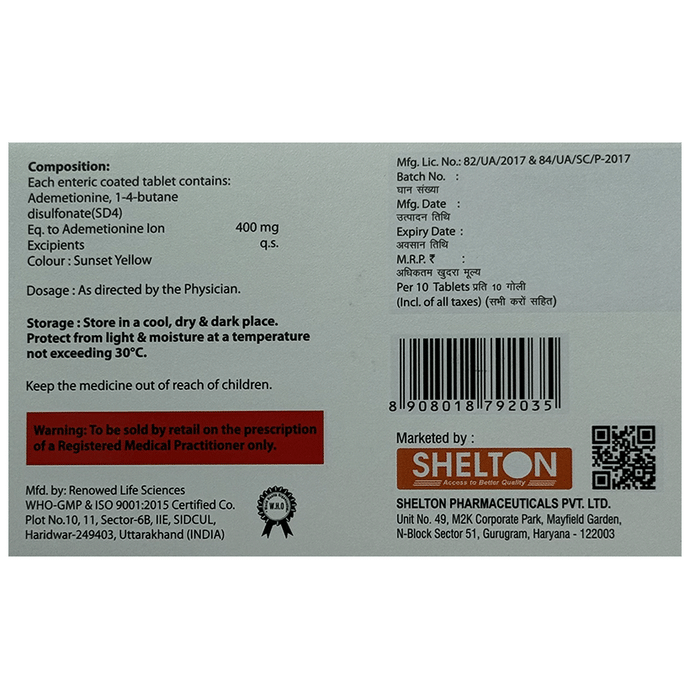 Composition:
Each enteric coated tablet contains:
Ademetionine, 1-4-butane
disulfonate(SD4)
Eq. to Ademetionine Ion 400 mg
Excipients q.s.
Colour : Sunset Yellow
Dosage : As directed by the Physician.
Storage : Store in a cool, dry & dark place.
Protect from light & moisture at a temperature
not exceeding 30°C.
Keep the medicine out of reach of children.
Warning: To be sold by retail on the prescription
of a Registered Medical Practitioner only.
Mfd. by: Renowed Life Sciences
WHO-GMP & ISO 9001:2015 Certified Co.
Plot No.10, 11, Sector-6B, IIE, SIDCUL,
Haridwar-249403, Uttarakhand (INDIA)
W.H.O
Mfg. Lic. No.: 82/UA/2017 & 84/UA/SC/P-2017
Batch No. :
घान संख्या
Mfg. Date :
उत्पादन तिथि
Expiry Date :
अवसान तिथि
M.R.P. ₹ :
अधिकतम खुदरा मूल्य
Per 10 Tablets प्रति 10 गोली
(Incl. of all taxes) (सभी करों सहित)
8 908018 792035
Marketed by :
SHELTON
Access to Better Quality
SHELTON PHARMACEUTICALS PVT. LTD.
Unit No. 49, M2K Corporate Park, Mayfield Garden,
N-Block Sector 51, Gurugram, Haryana - 122003